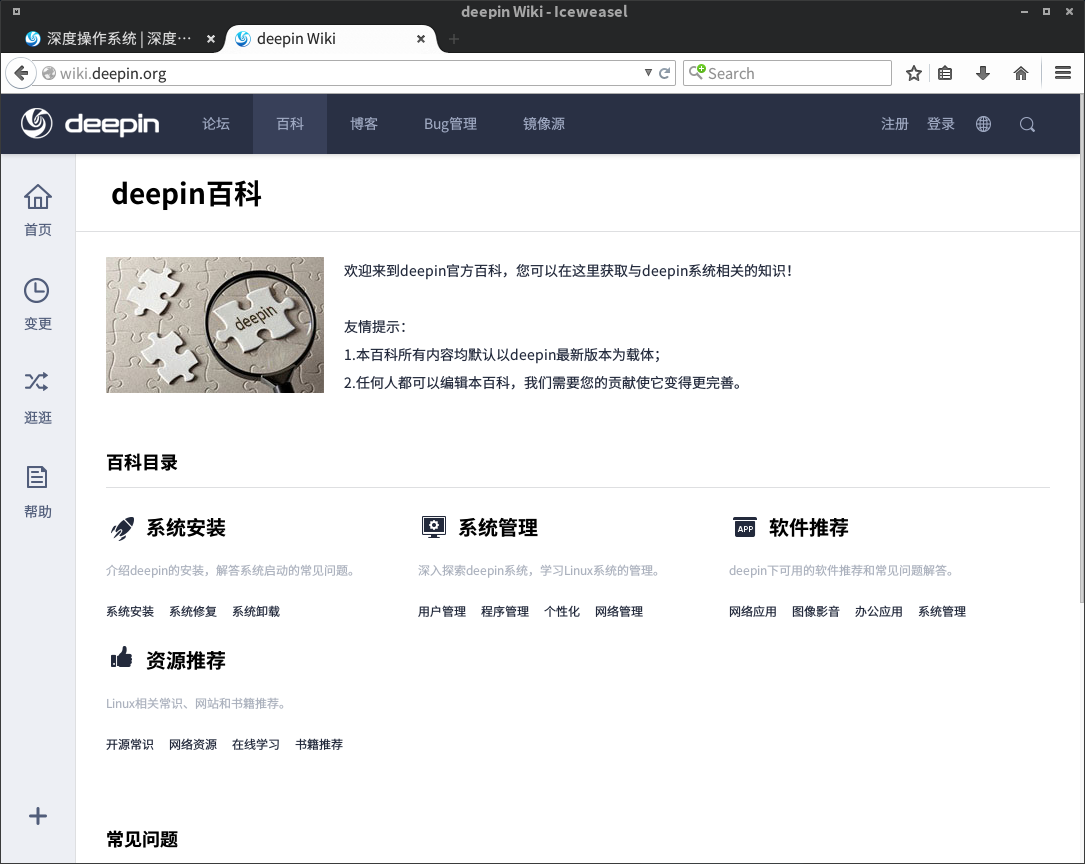 deepin Wiki - Iceweasel
深度操作系统 | 深度…
deepin Wiki
wiki.deepin.org
Search
deepin
论坛
百科
博客
Bug管理
镜像源
注册
登录
首页
变更
逛逛
帮助
deepin百科
deepin
欢迎来到deepin官方百科，您可以在这里获取与deepin系统相关的知识！
友情提示：
1.本百科所有内容均默认以deepin最新版本为载体；
2.任何人都可以编辑本百科，我们需要您的贡献使它变得更完善。
百科目录
系统安装
介绍deepin的安装，解答系统启动的常见问题。
系统安装 系统修复 系统卸载
系统管理
深入探索deepin系统，学习Linux系统的管理。
用户管理 程序管理 个性化 网络管理
APP
软件推荐
deepin下可用的软件推荐和常见问题解答。
网络应用 图像影音 办公应用 系统管理
资源推荐
Linux相关常识、网站和书籍推荐。
开源常识 网络资源 在线学习 书籍推荐
常见问题